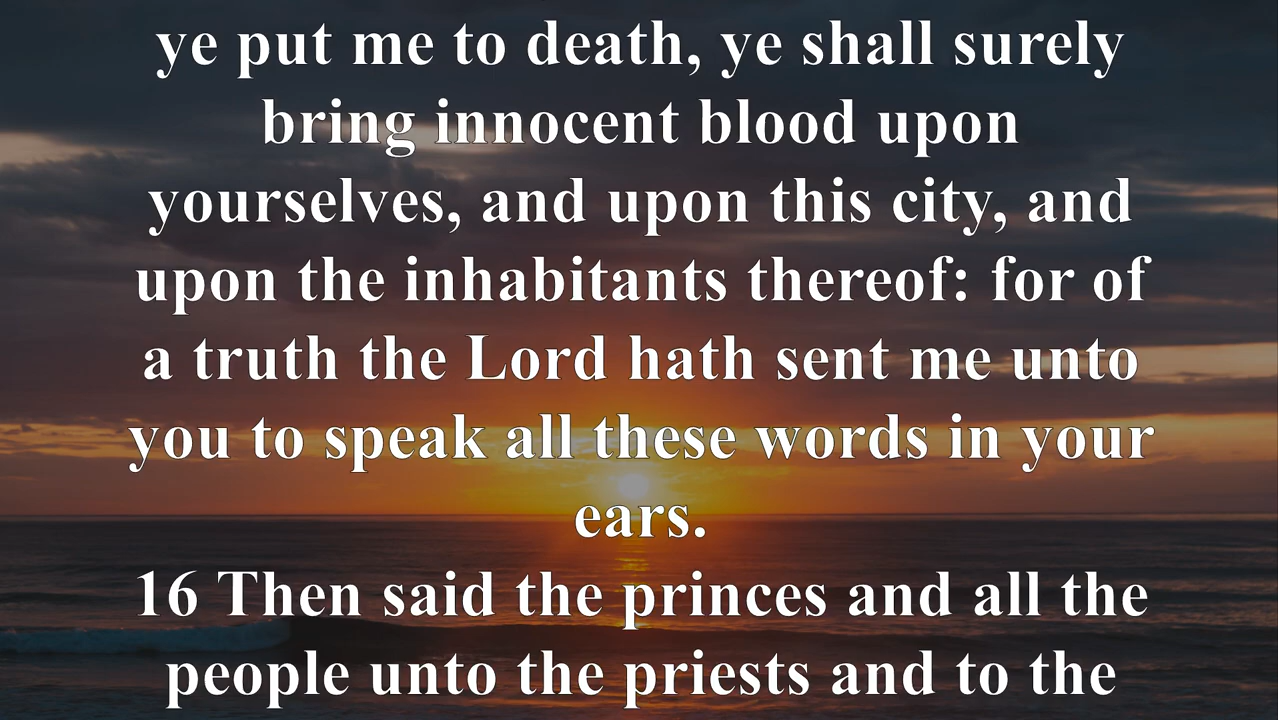 ye put me to death, ye shall surely
bring innocent blood upon
yourselves, and upon this city, and
upon the inhabitants thereof: for of
a truth the Lord hath sent me unto
you to speak all these words in your
ears.
16 Then said the princes and all the
people unto the priests and to the